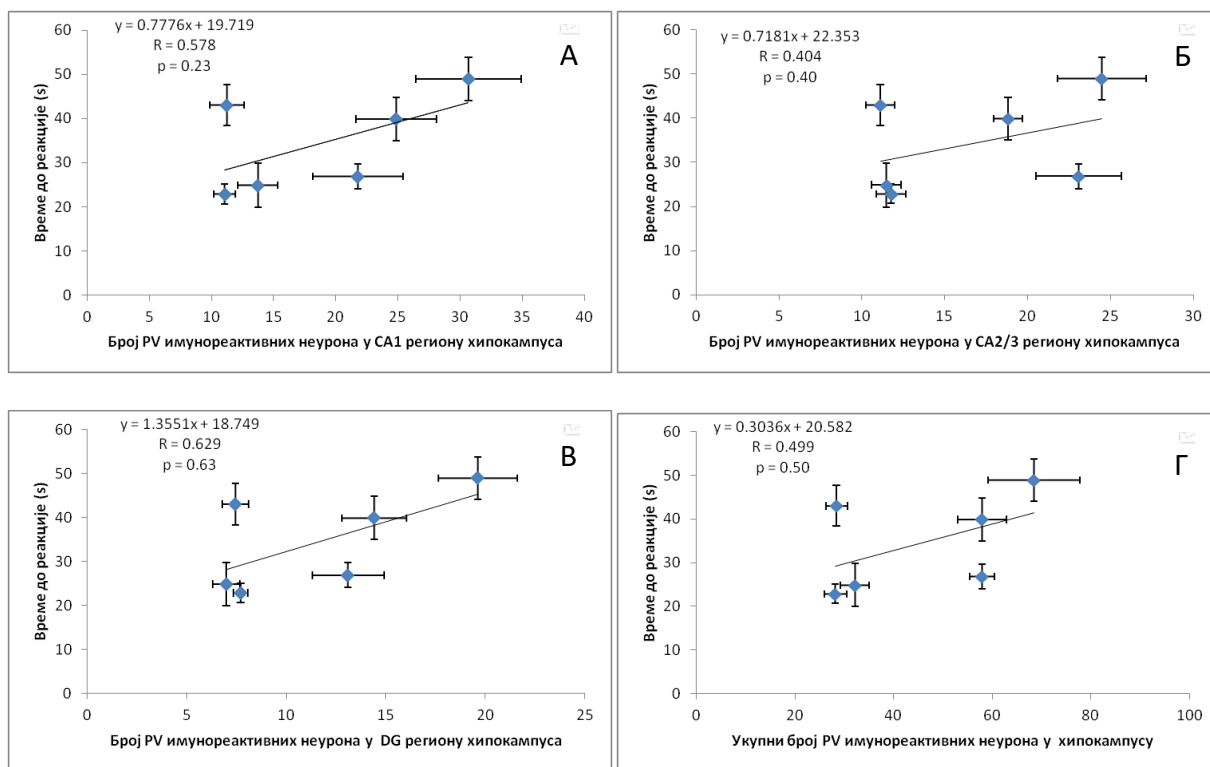 y = 0.7776x + 19.719
R = 0.578
p = 0.23
А
60
50
40
30
20
10
0
Време до реакције (s)
0 5 10 15 20 25 30 35 40
Број PV имунореактивних неурона у CA1 региону хипокампуса
y = 0.7181x + 22.353
R = 0.404
p = 0.40
Б
60
50
40
30
20
10
0
Време до реакције (s)
0 5 10 15 20 25 30
Број PV имунореактивних неурона у CA2/3 региону хипокампуса
y = 1.3551x + 18.749
R = 0.629
p = 0.63
В
60
50
40
30
20
10
0
Време до реакције (s)
0 5 10 15 20 25
Број PV имунореактивних неурона у DG региону хипокампуса
y = 0.3036x + 20.582
R = 0.499
p = 0.50
Г
60
50
40
30
20
10
0
Време до реакције (s)
0 20 40 60 80 100
Укупни број PV имунореактивних неурона у хипокампусу